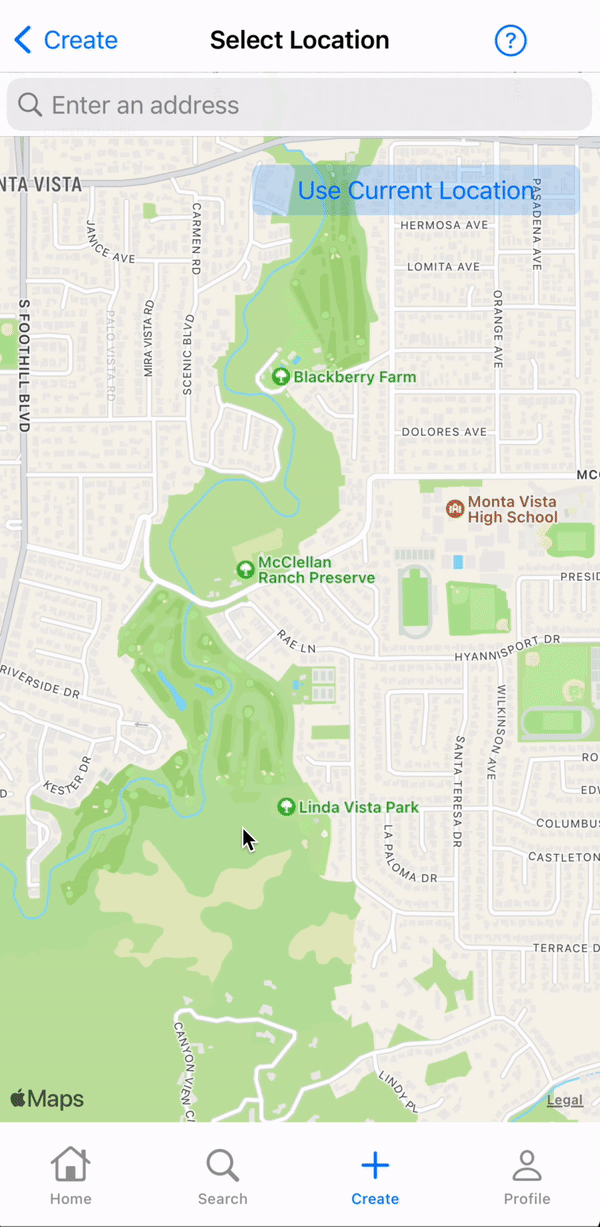 Create
Select Location
?
Enter an address
NTA VISTA
Use Current Location
PASADENA AVE
JANICE AVE
CARMEN RD
HERMOSA AVE
LOMITA AVE
S FOOTHILL BLVD
PALO VISTA RD
MIRA VISTA RD
SCENIC BLVD
ORANGE AVE
Blackberry Farm
DOLORES AVE
MC
Monta Vista
High School
McClellan
Ranch Preserve
PRESID
RAE LN
HYANNISPORT DR
RIVERSIDE DR
WILKINSON AVE
SANTA TERESA DR
KESTER DR
D
RO
EDW
Linda Vista Park
COLUMBUS
LA PALOMA DR
CASTLETON
TERRACE D
CANYON VIEW CI
LINDY PL
Maps
Legal
Home
Search
Create
Profile